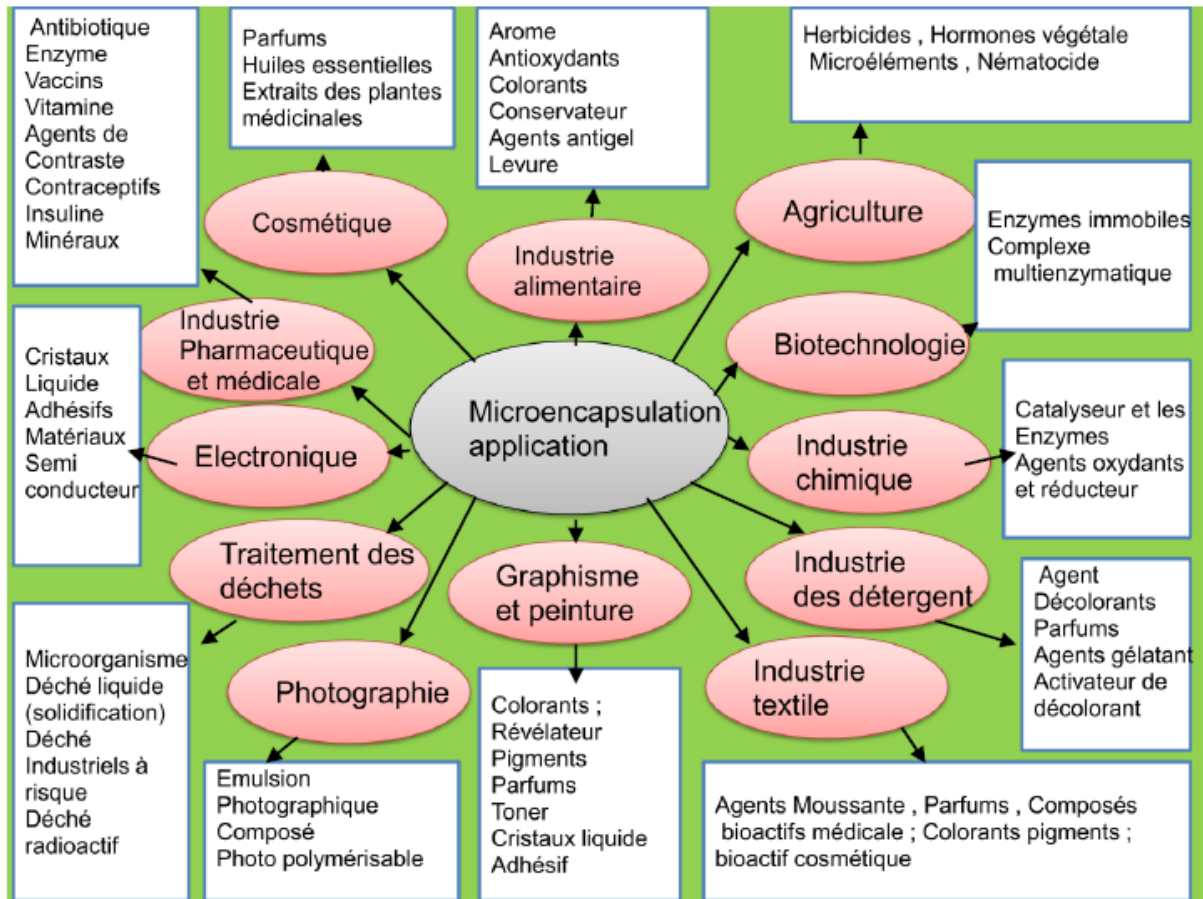 Antibiotique
Enzyme
Vaccins
Vitamine
Agents de
Contraste
Contraceptifs
Insuline
Minéraux
Parfums
Huiles essentielles
Extraits des plantes
médicinales
Arome
Antioxydants
Colorants
Conservateur
Agents antigel
Levure
Herbicides , Hormones végétale
Microéléments , Nématocide
Cosmétique
Industrie
alimentaire
Agriculture
Enzymes immobiles
Complexe
multienzymatique
Industrie
Pharmaceutique
et médicale
Biotechnologie
Cristaux
Liquide
Adhésifs
Matériaux
Semi
conducteur
Electronique
Microencapsulation
application
Industrie
chimique
Catalyseur et les
Enzymes
Agents oxydants
et réducteur
Traitement des
déchets
Graphisme
et peinture
Industrie
des détergent
Agent
Décolorants
Parfums
Agents gélatant
Activateur de
décolorant
Microorganisme
Déché liquide
(solidification)
Déché
Industriels à
risque
Déché
radioactif
Photographie
Industrie
textile
Emulsion
Photographique
Composé
Photo polymérisable
Colorants ;
Révélateur
Pigments
Parfums
Toner
Cristaux liquide
Adhésif
Agents Moussante , Parfums , Composés
bioactifs médicale ; Colorants pigments ;
bioactif cosmétique